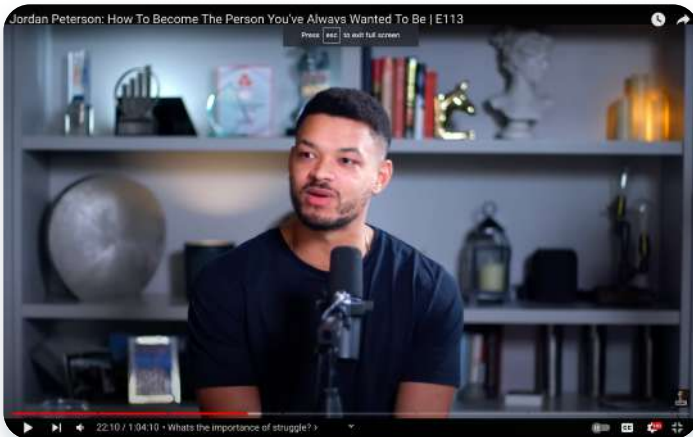 Jordan Peterson: How To Become The Person You've Always Wanted To Be | E113
Press esc to exit full screen
22:10 / 1:04:10 • Whats the importance of struggle? ›
CC